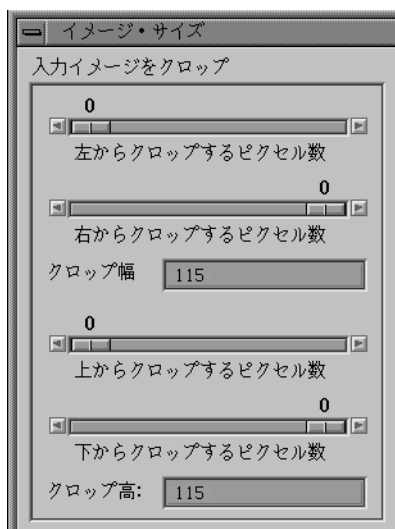 イメージ・サイズ
入力イメージをクロップ
0
左からクロップするピクセル数
0
右からクロップするピクセル数
クロップ幅 115
0
上からクロップするピクセル数
0
下からクロップするピクセル数
クロップ高: 115